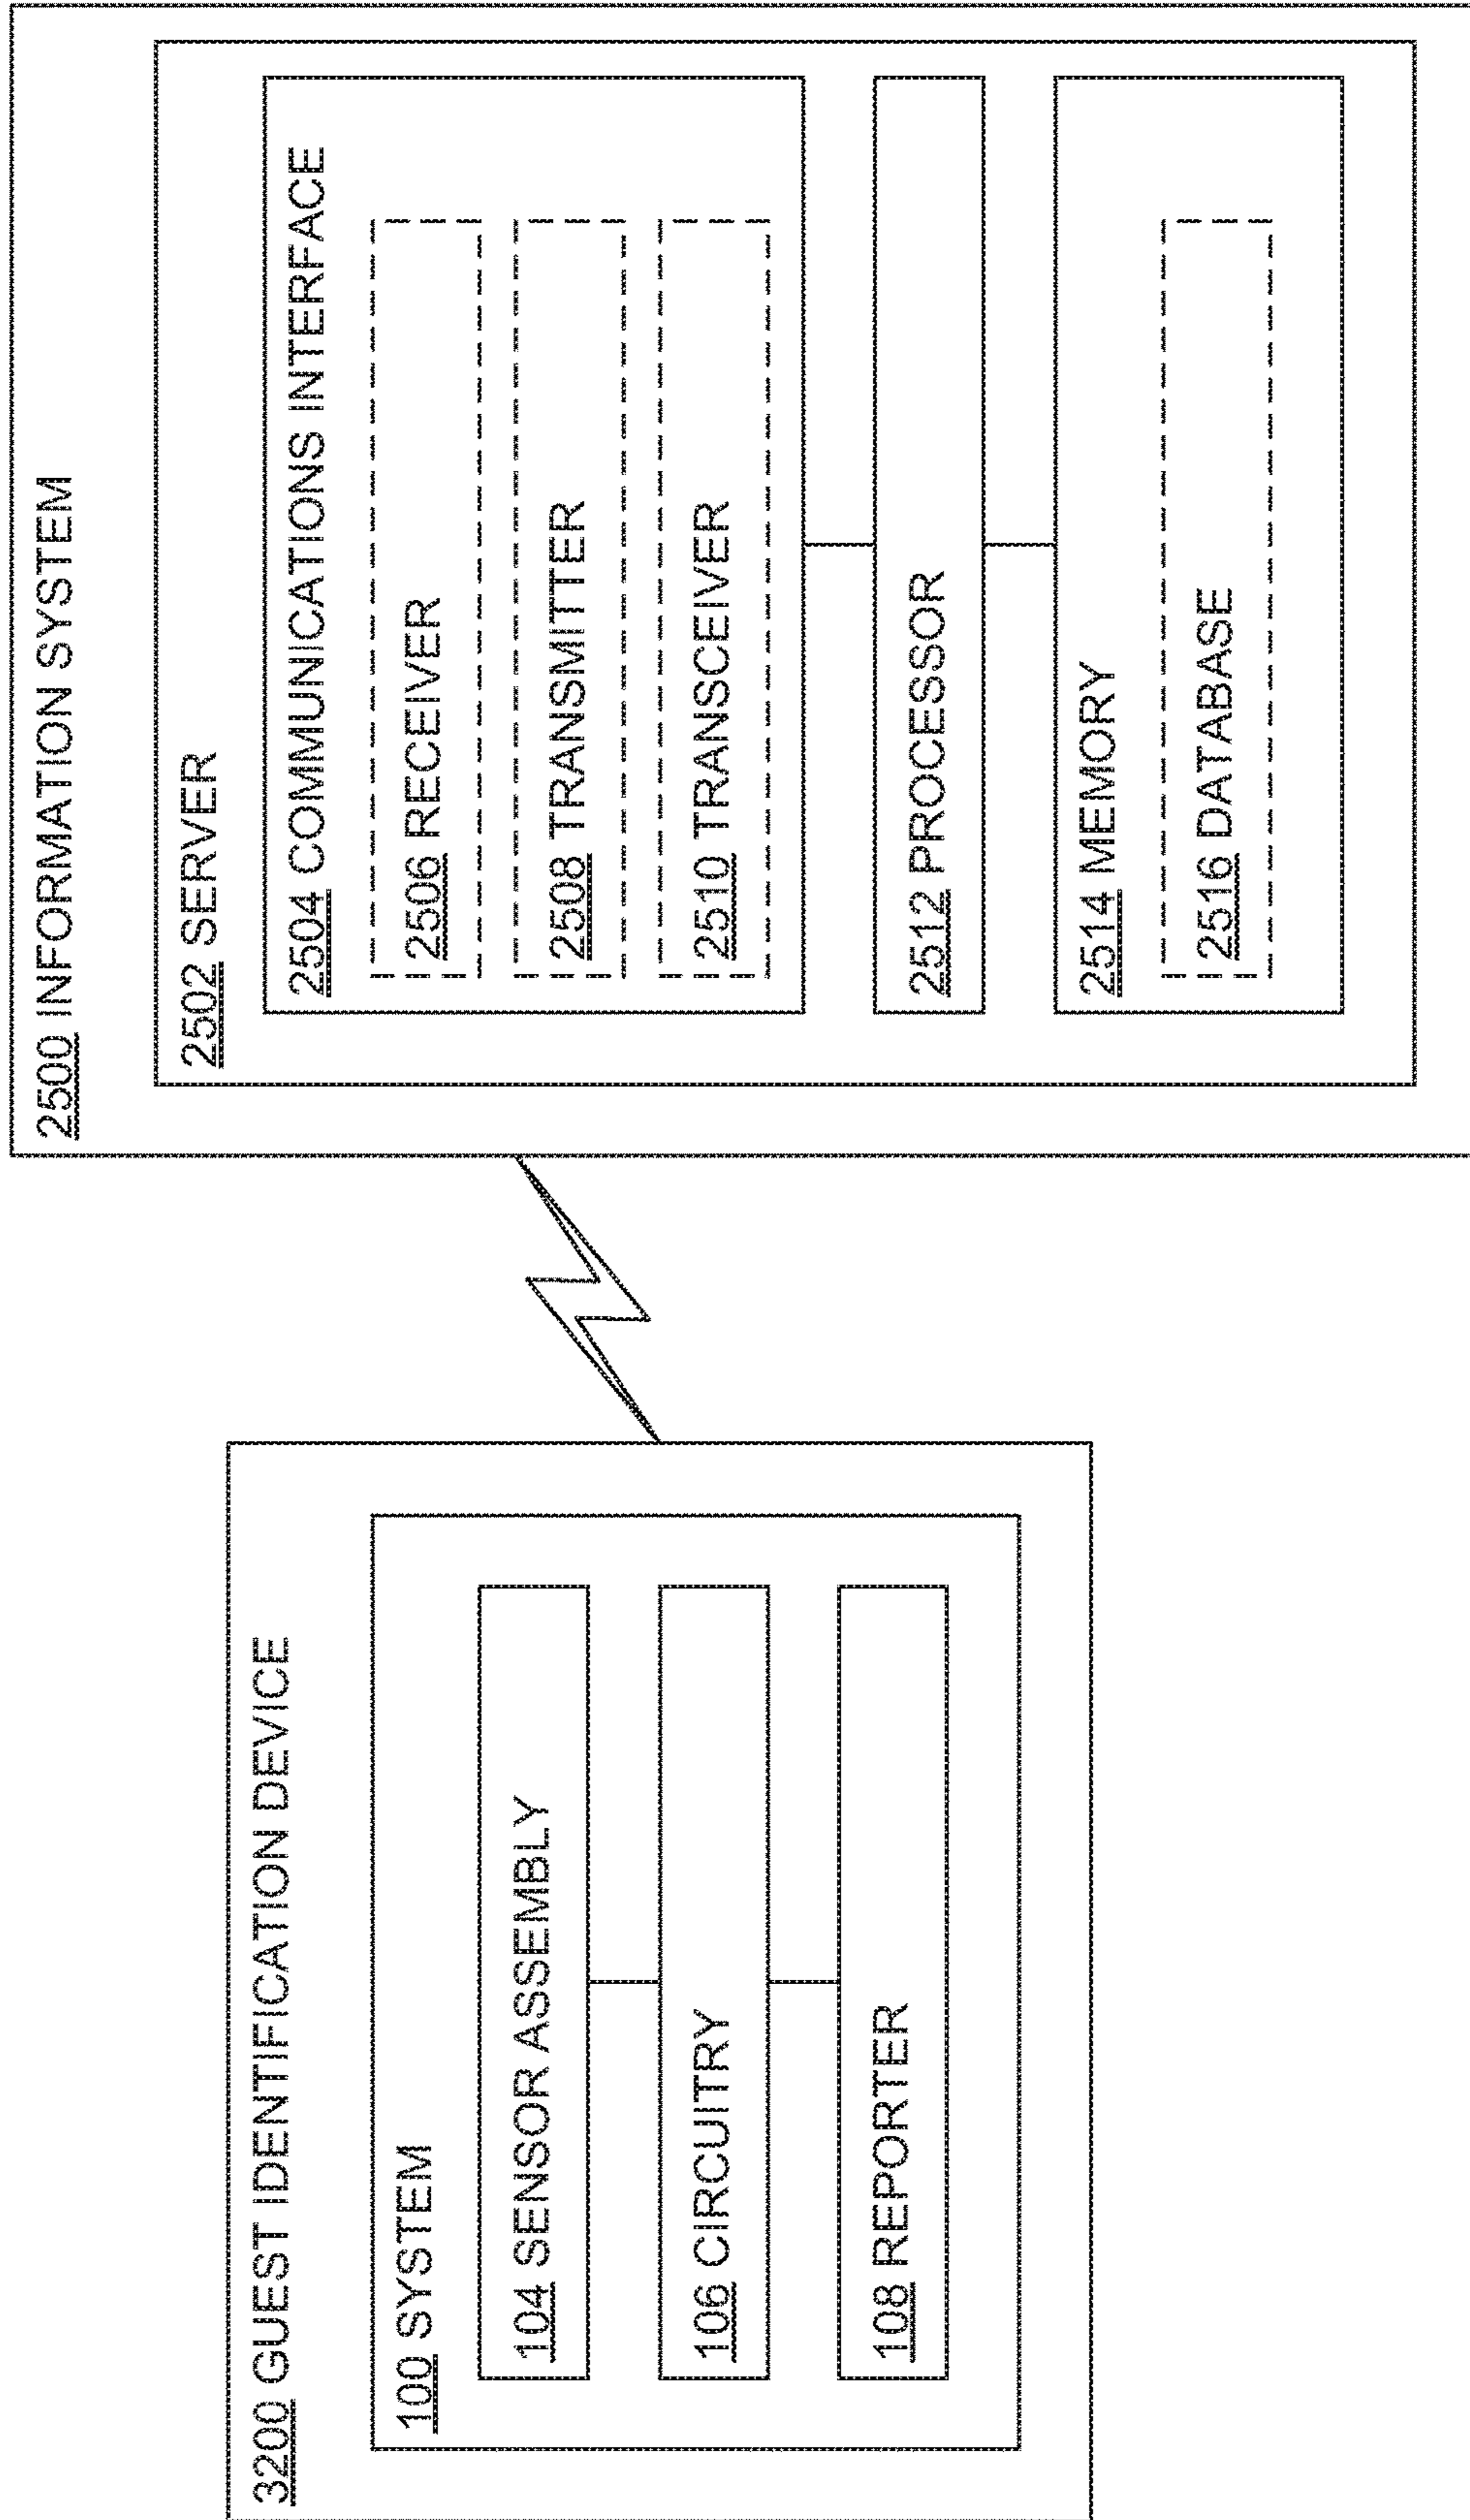 3200 GUEST IDENTIFICATION DEVICE
100 SYSTEM
104 SENSOR ASSEMBLY
106 CIRCUITRY
108 REPORTER
2500 INFORMATION SYSTEM
2502 SERVER
2504 COMMUNICATIONS INTERFACE
2506 RECEIVER
2508 TRANSMITTER
2510 TRANSCEIVER
2512 PROCESSOR
2514 MEMORY
2516 DATABASE